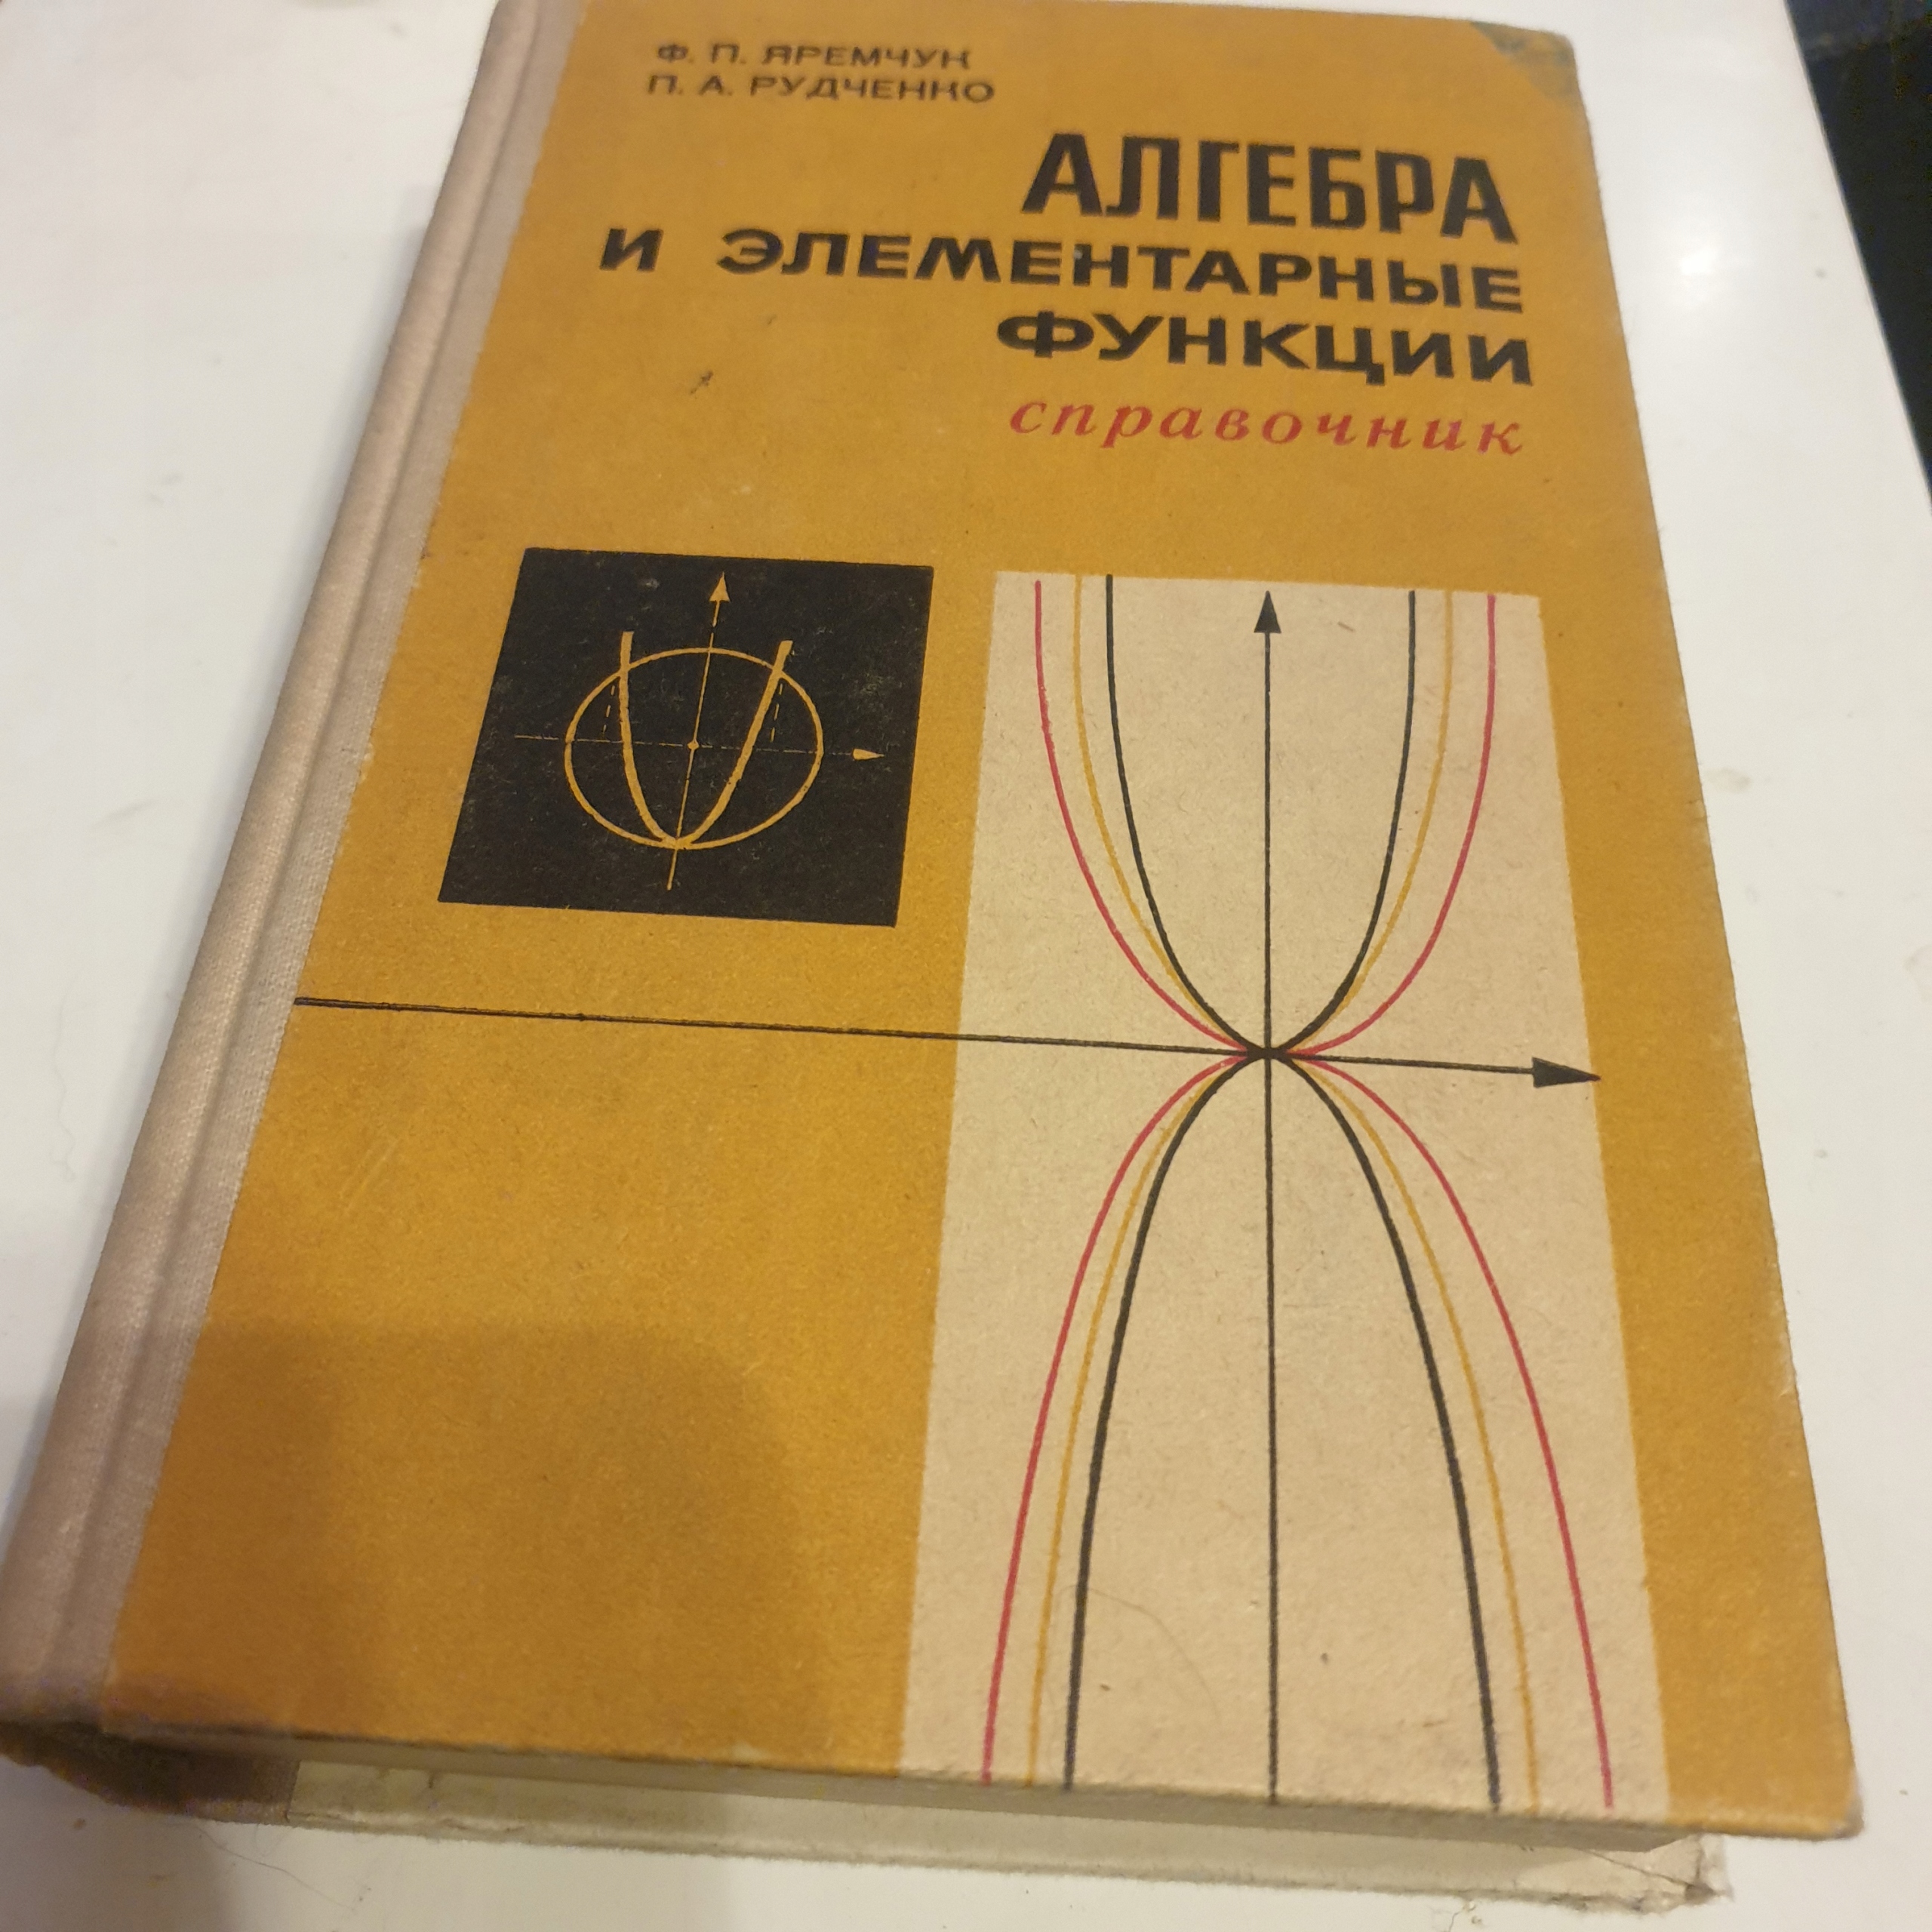 Ф. П. ЯРЕМЧУК
П. А. РУДЧЕНКО
АЛГЕБРА
И ЭЛЕМЕНТАРНЫЕ
ФУНКЦИИ
справочник